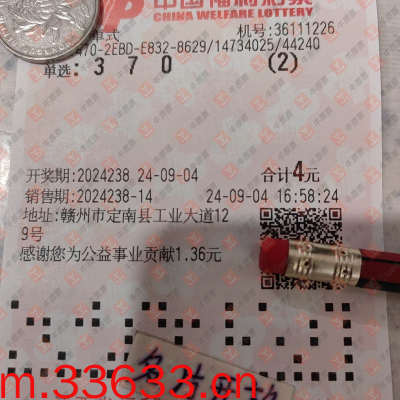 中国福利彩票
CHINA WELFARE LOTTERY
单式 机号:36111226
470-2EBD-E832-8629/14734025/44240
单选: 3 7 0 (2)
开奖期:2024238 24-09-04 合计4元
销售期:2024238-14 24-09-04 16:58:24
地址:赣州市定南县工业大道12
9号
感谢您为公益事业贡献1.36元
m.33633.cn